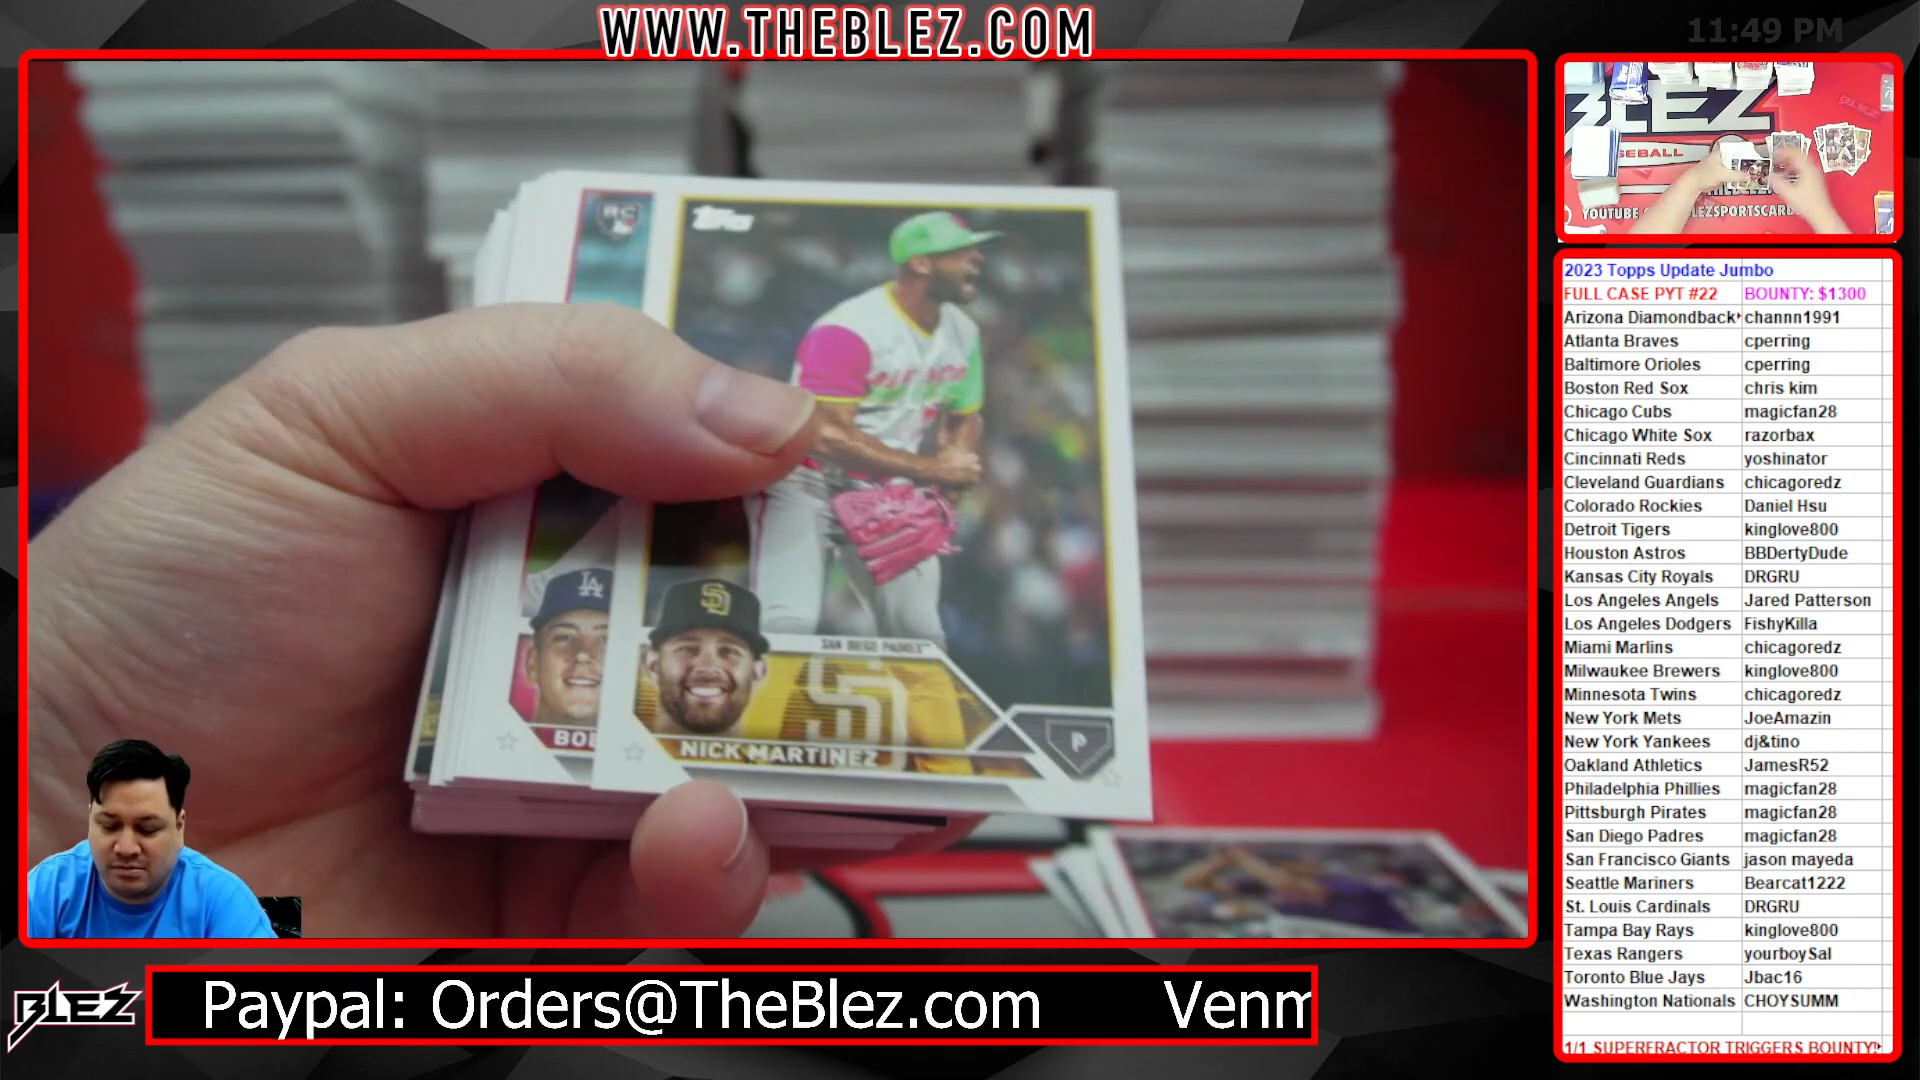 WWW.THEBLEZ.COM
11:49 PM
Topps
RC
SAN DIEGO PADRES
SD
LA
NICK MARTINEZ
P
BLEZ
SEBALL
YOUTUBE
LEZSPORTSCARD
2023 Topps Update Jumbo
FULL CASE PYT #22 BOUNTY: $1300
Arizona Diamondback channn1991
Atlanta Braves cperring
Baltimore Orioles cperring
Boston Red Sox chris kim
Chicago Cubs magicfan28
Chicago White Sox razorbax
Cincinnati Reds yoshinator
Cleveland Guardians chicagoredz
Colorado Rockies Daniel Hsu
Detroit Tigers kinglove800
Houston Astros BBDertyDude
Kansas City Royals DRGRU
Los Angeles Angels Jared Patterson
Los Angeles Dodgers FishyKilla
Miami Marlins chicagoredz
Milwaukee Brewers kinglove800
Minnesota Twins chicagoredz
New York Mets JoeAmazin
New York Yankees dj&tino
Oakland Athletics JamesR52
Philadelphia Phillies magicfan28
Pittsburgh Pirates magicfan28
San Diego Padres magicfan28
San Francisco Giants jason mayeda
Seattle Mariners Bearcat1222
St. Louis Cardinals DRGRU
Tampa Bay Rays kinglove800
Texas Rangers yourboySal
Toronto Blue Jays Jbac16
Washington Nationals CHOYSUMM
1/1 SUPERFRACTOR TRIGGERS BOUNTY!
BLEZ
Paypal: Orders@TheBlez.com Venm